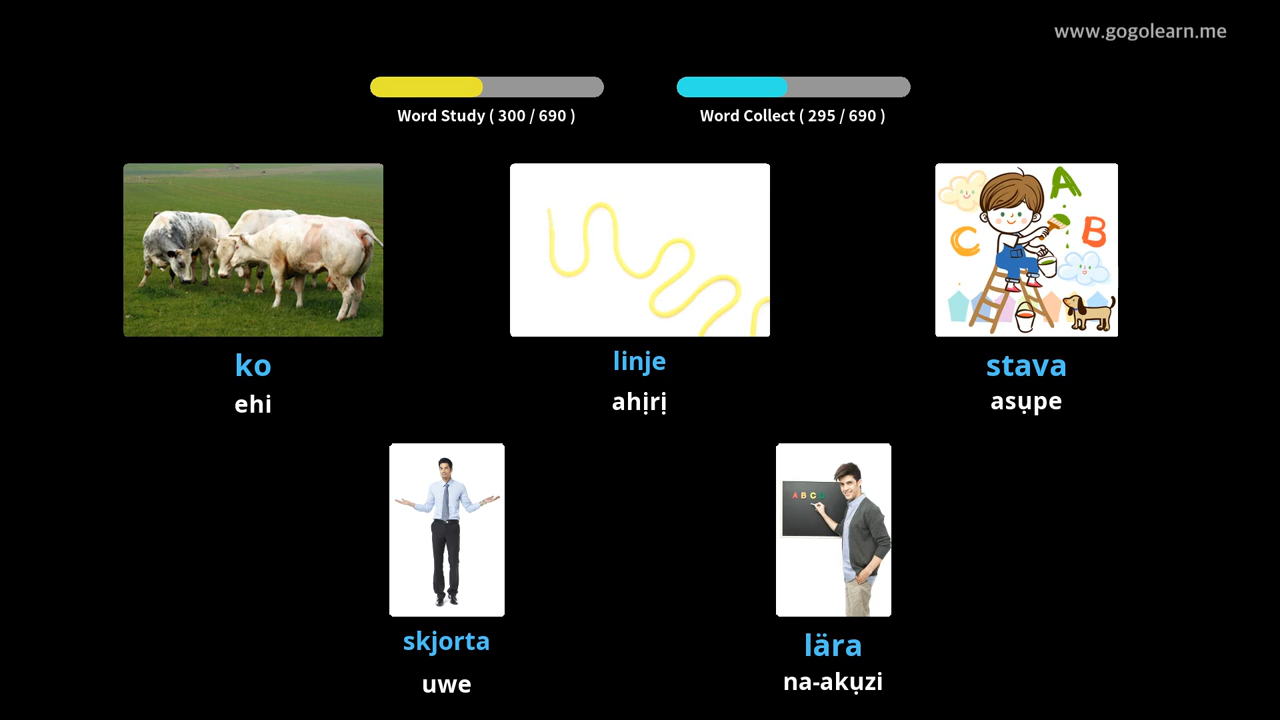 www.gogolearn.me
Word Study ( 300 / 690 )
Word Collect ( 295 / 690 )
A
B
C
ko
linje
stava
ehi
ahịrị
asụpe
A B C
skjorta
lära
uwe
na-akụzi